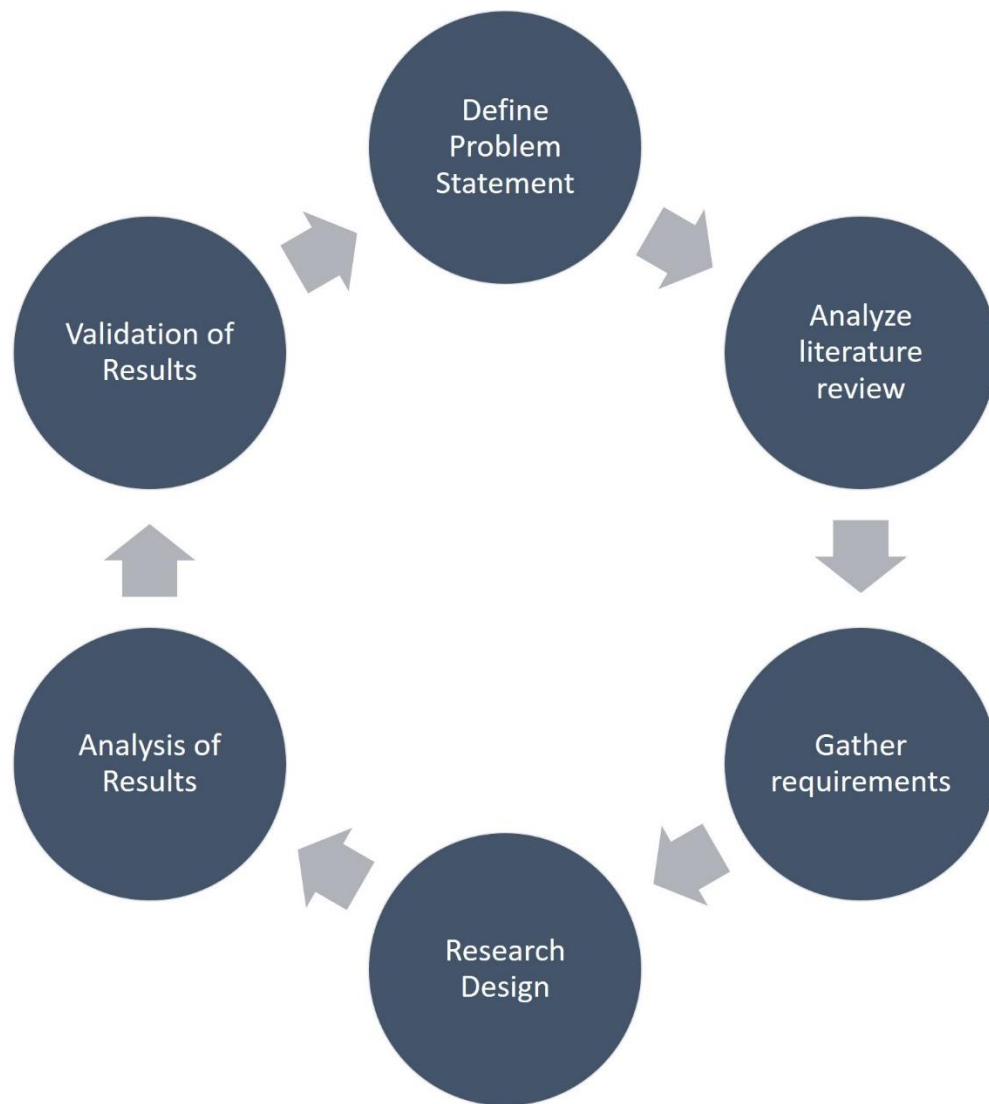 Define
Problem
Statement
Analyze
literature
review
Gather
requirements
Research
Design
Analysis of
Results
Validation of
Results